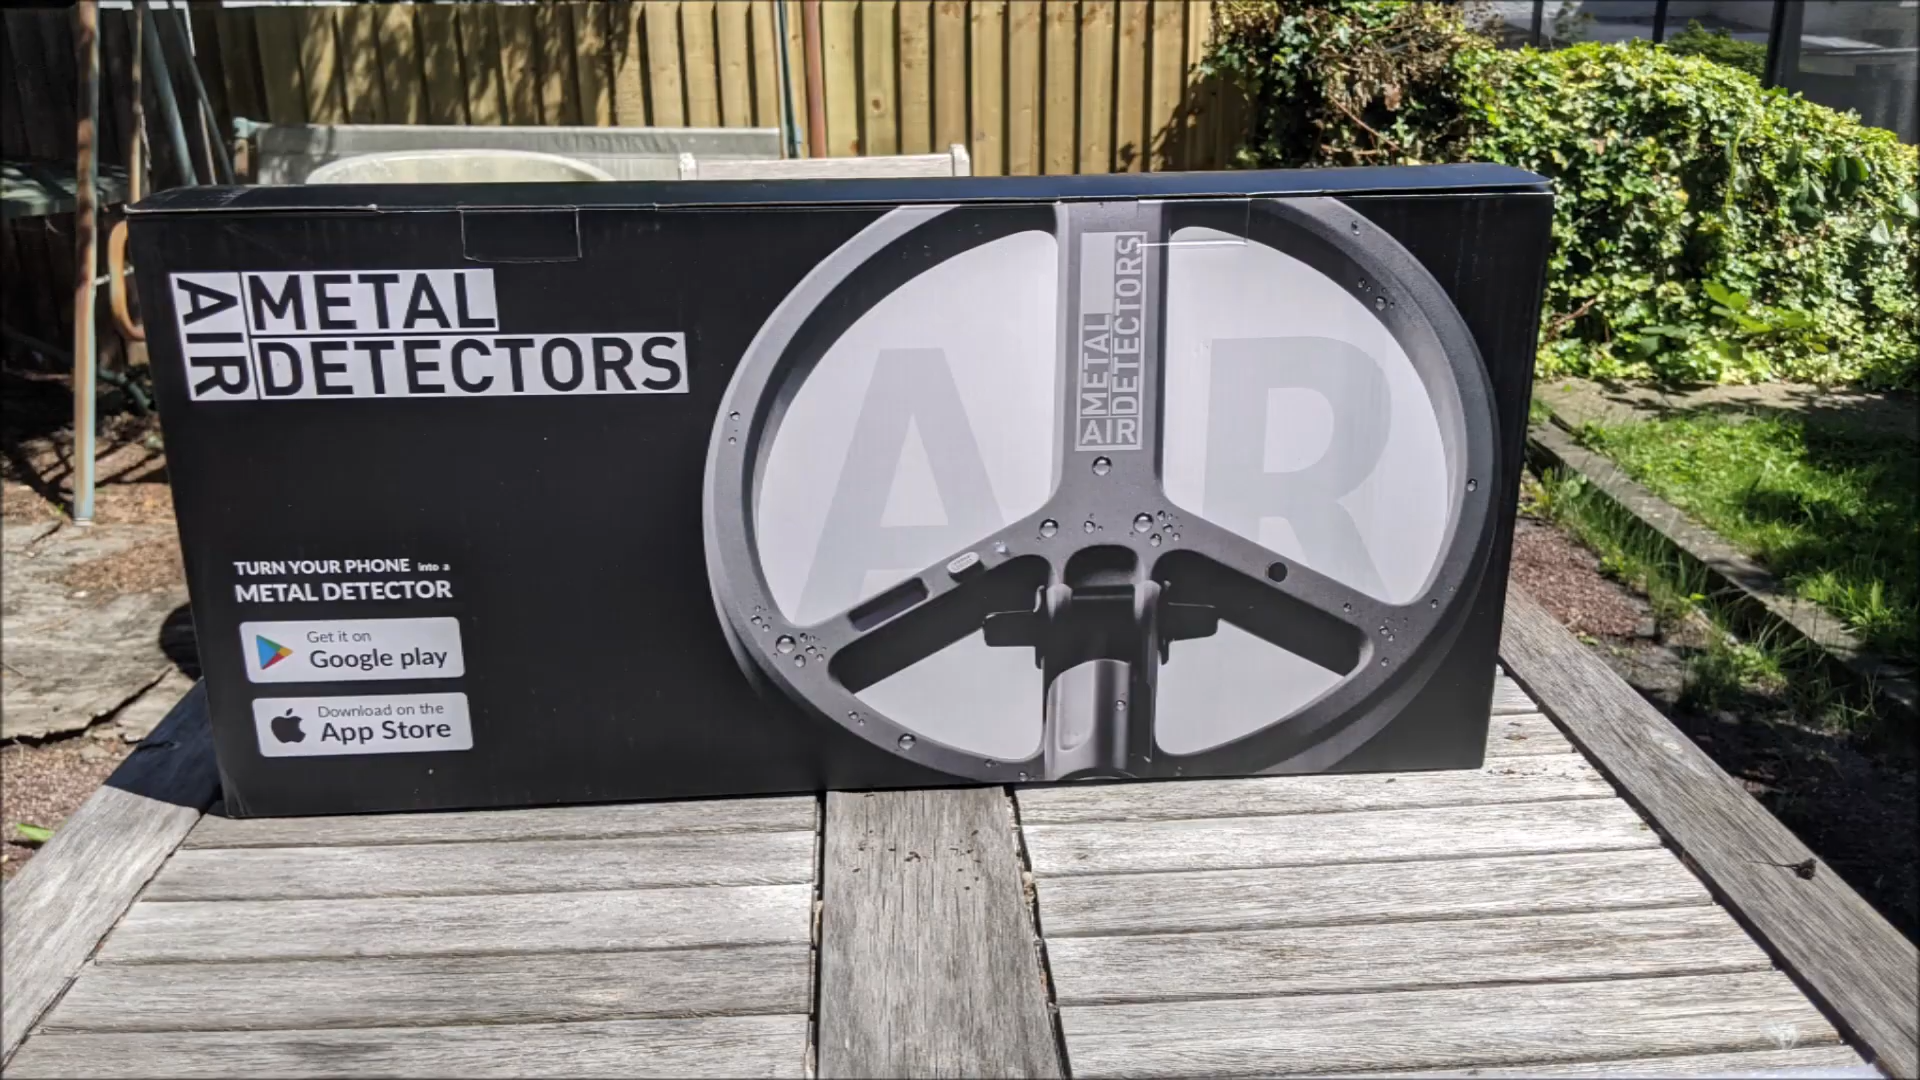 AIR
METAL
DETECTORS
TURN YOUR PHONE into a
METAL DETECTOR
Get it on
Google play
Download on the
App Store
A R
METAL
DETECTORS
AIR